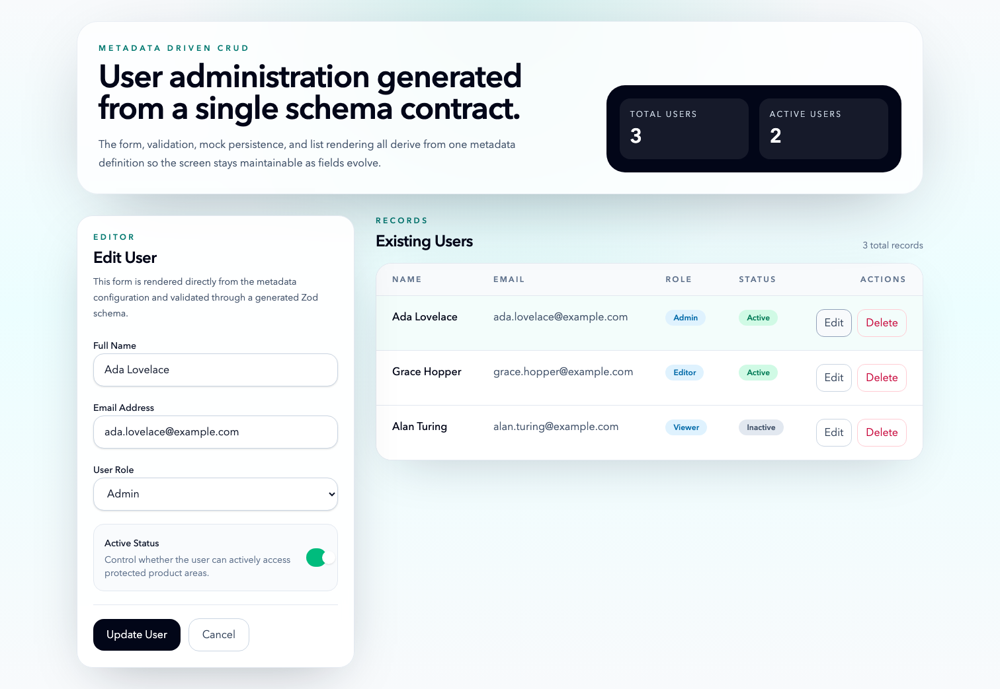 METADATA DRIVEN CRUD
User administration generated
from a single schema contract.
The form, validation, mock persistence, and list rendering all derive from one metadata
definition so the screen stays maintainable as fields evolve.
TOTAL USERS
3
ACTIVE USERS
2
EDITOR
Edit User
This form is rendered directly from the metadata
configuration and validated through a generated Zod
schema.
Full Name
Ada Lovelace
Email Address
ada.lovelace@example.com
User Role
Admin
Active Status
Control whether the user can actively access
protected product areas.
Update User
Cancel
RECORDS
Existing Users
3 total records
NAME EMAIL ROLE STATUS ACTIONS
Ada Lovelace ada.lovelace@example.com Admin Active Edit Delete
Grace Hopper grace.hopper@example.com Editor Active Edit Delete
Alan Turing alan.turing@example.com Viewer Inactive Edit Delete